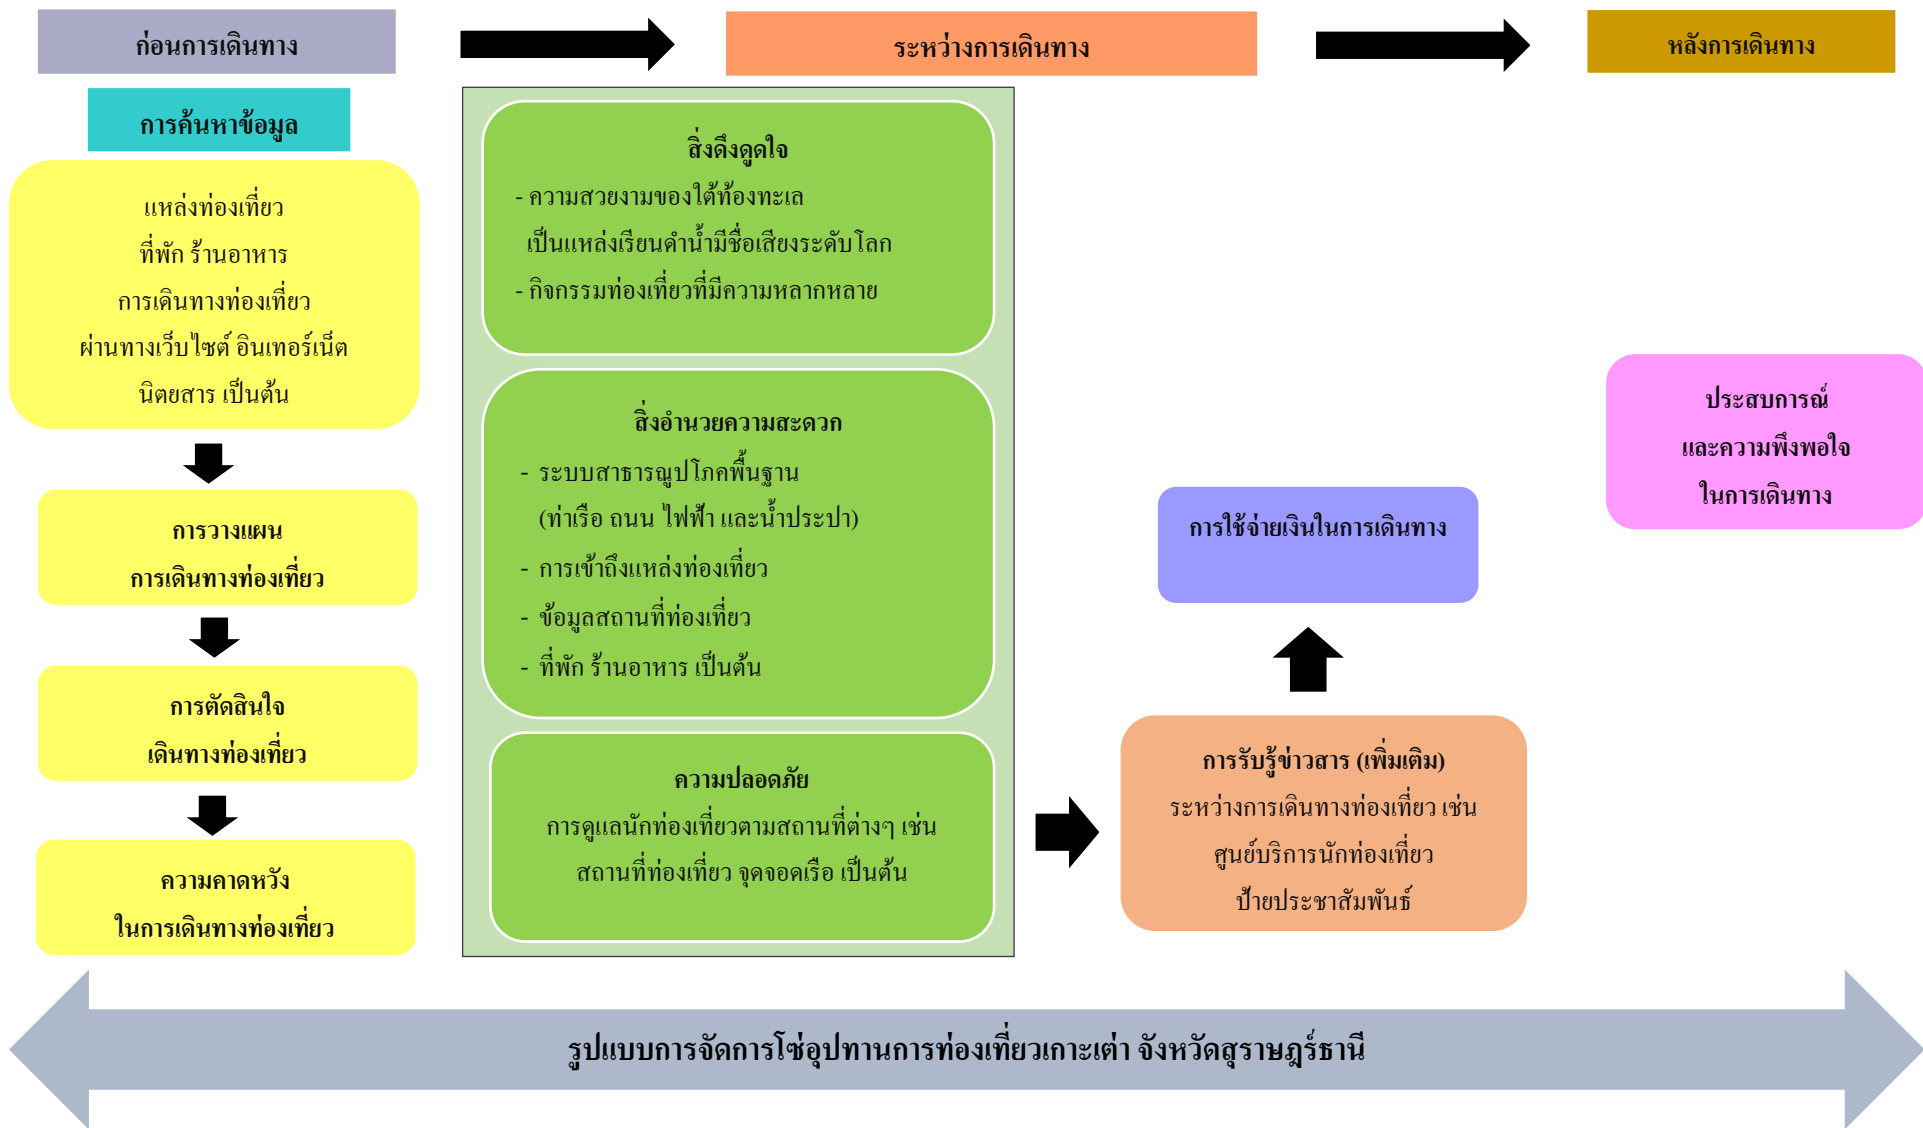 ก่อนการเดินทาง
ระหว่างการเดินทาง
หลังการเดินทาง
การค้นหาข้อมูล
แหล่งท่องเที่ยว
ที่พัก ร้านอาหาร
การเดินทางท่องเที่ยว
ผ่านทางเว็บไซต์ อินเทอร์เน็ต
นิตยสาร เป็นต้น
การวางแผน
การเดินทางท่องเที่ยว
การตัดสินใจ
เดินทางท่องเที่ยว
ความคาดหวัง
ในการเดินทางท่องเที่ยว
สิ่งดึงดูดใจ
- ความสวยงามของใต้ท้องทะเล
เป็นแหล่งเรียนดำน้ำมีชื่อเสียงระดับโลก
- กิจกรรมท่องเที่ยวที่มีความหลากหลาย
สิ่งอำนวยความสะดวก
- ระบบสาธารณูปโภคพื้นฐาน
(ท่าเรือ ถนน ไฟฟ้า และน้ำประปา)
- การเข้าถึงแหล่งท่องเที่ยว
- ข้อมูลสถานที่ท่องเที่ยว
- ที่พัก ร้านอาหาร เป็นต้น
ความปลอดภัย
การดูแลนักท่องเที่ยวตามสถานที่ต่างๆ เช่น
สถานที่ท่องเที่ยว จุดจอดเรือ เป็นต้น
การใช้จ่ายเงินในการเดินทาง
การรับรู้ข่าวสาร (เพิ่มเติม)
ระหว่างการเดินทางท่องเที่ยว เช่น
ศูนย์บริการนักท่องเที่ยว
ป้ายประชาสัมพันธ์
ประสบการณ์
และความพึงพอใจ
ในการเดินทาง
รูปแบบการจัดการโซ่อุปทานการท่องเที่ยวเกาะเต่า จังหวัดสุราษฎร์ธานี